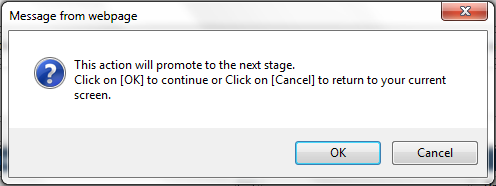 Message from webpage
This action will promote to the next stage.
Click on [OK] to continue or Click on [Cancel] to return to your current
screen.
OK
Cancel